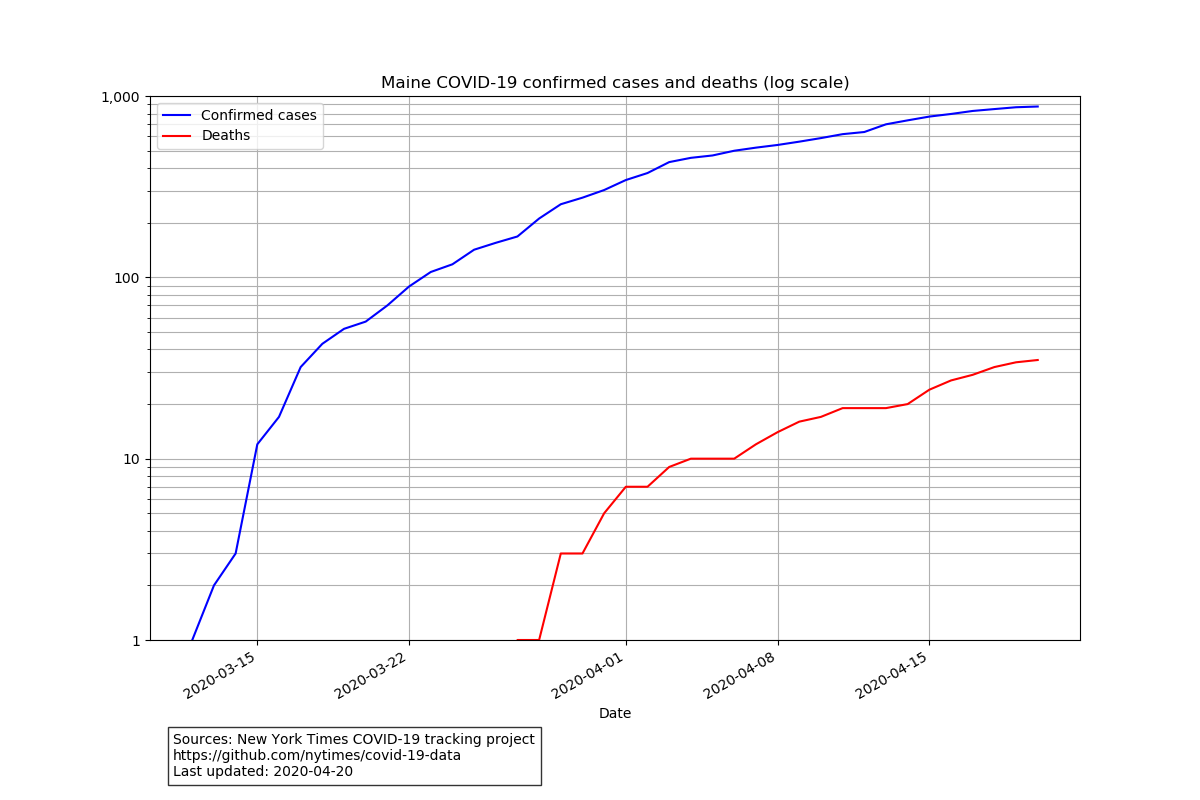 Maine COVID-19 confirmed cases and deaths (log scale)
1,000
Confirmed cases
Deaths
100
10
1
2020-03-15
2020-03-22
2020-04-01
2020-04-08
2020-04-15
Date
Sources: New York Times COVID-19 tracking project
https://github.com/nytimes/covid-19-data
Last updated: 2020-04-20